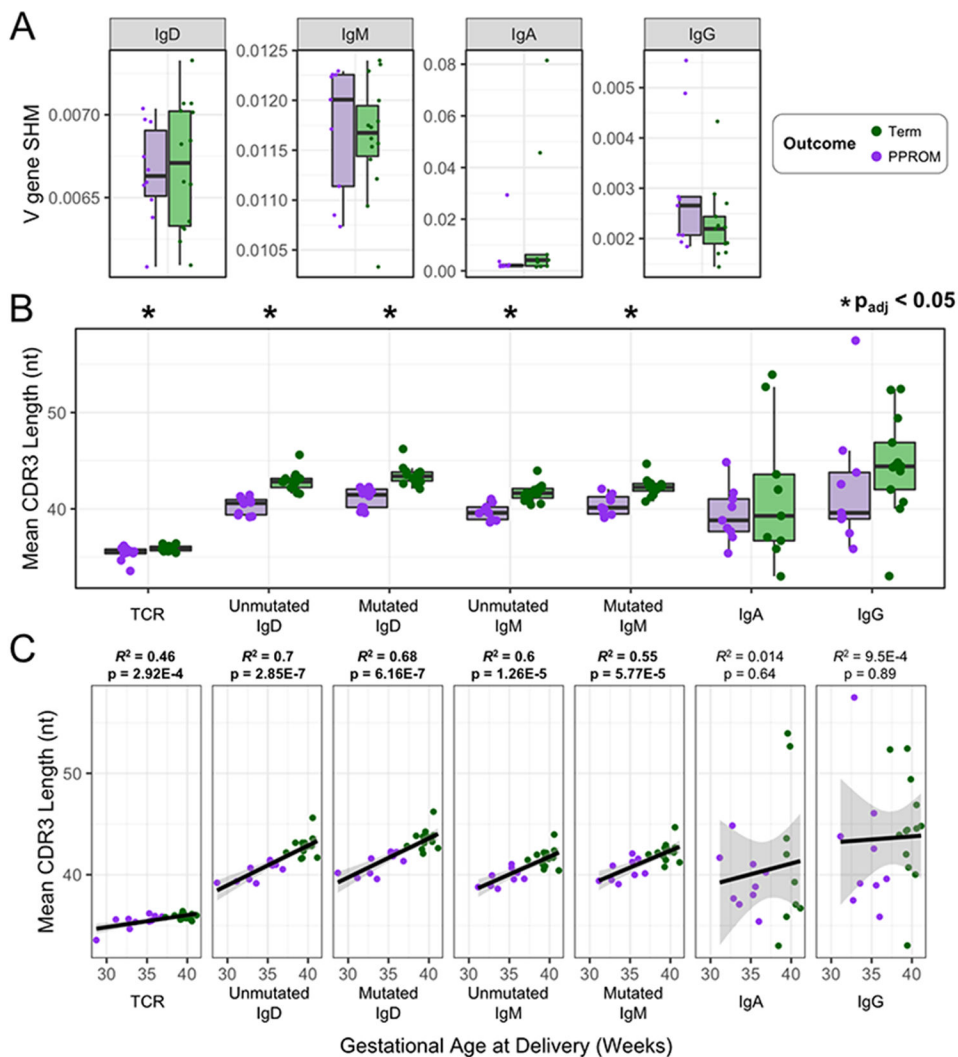 A
IgD
IgM
IgA
IgG
V gene SHM
0.0070
0.0065
0.0125
0.0120
0.0115
0.0110
0.0105
0.08
0.06
0.04
0.02
0.00
0.005
0.004
0.003
0.002
Outcome
Term
PPROM
B
* * * * *
* padj < 0.05
Mean CDR3 Length (nt)
50
40
TCR
Unmutated
IgD
Mutated
IgD
Unmutated
IgM
Mutated
IgM
IgA
IgG
C
R² = 0.46
p = 2.92E-4
R² = 0.7
p = 2.85E-7
R² = 0.68
p = 6.16E-7
R² = 0.6
p = 1.26E-5
R² = 0.55
p = 5.77E-5
R² = 0.014
p = 0.64
R² = 9.5E-4
p = 0.89
Mean CDR3 Length (nt)
50
40
30 35 40
30 35 40
30 35 40
30 35 40
30 35 40
30 35 40
30 35 40
TCR
Unmutated
IgD
Mutated
IgD
Unmutated
IgM
Mutated
IgM
IgA
IgG
Gestational Age at Delivery (Weeks)